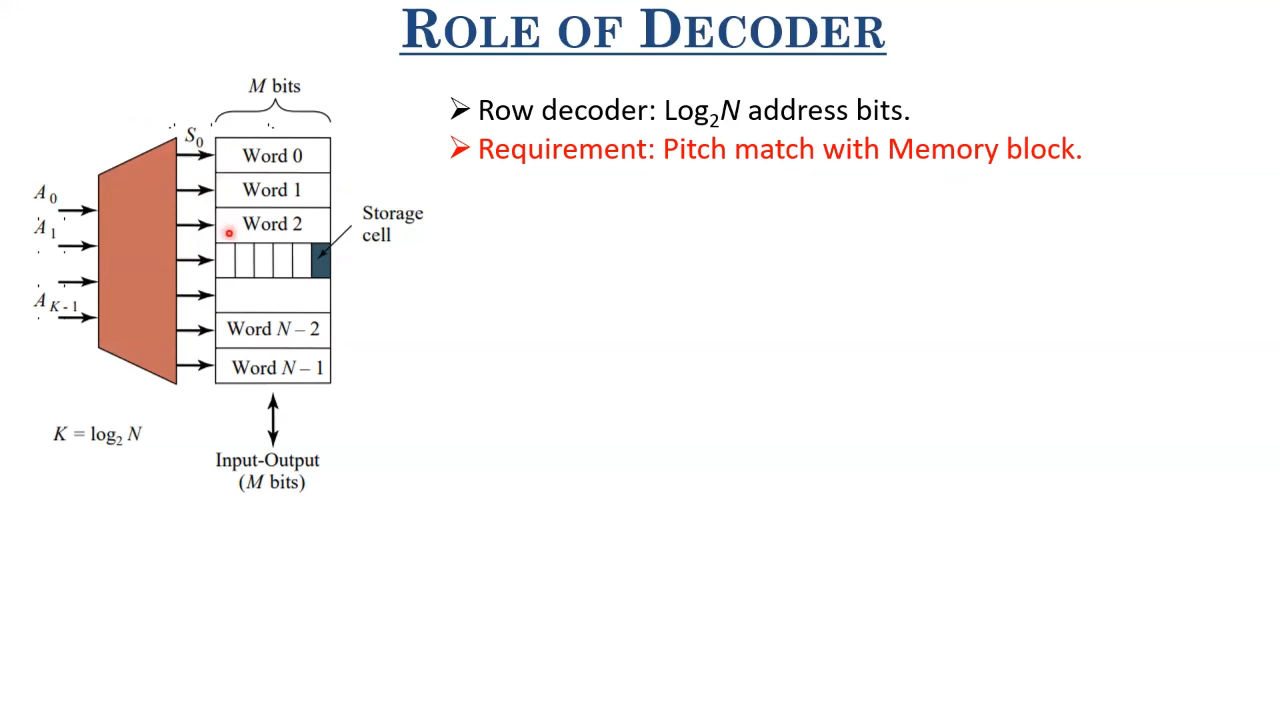 ROLE OF DECODER
M bits
➢ Row decoder: Log₂N address bits.
➢ Requirement: Pitch match with Memory block.
S₀
Word 0
Word 1
Word 2
Storage
cell
A₀
A₁
A_K-1
Word N – 2
Word N – 1
K = log₂ N
Input-Output
(M bits)